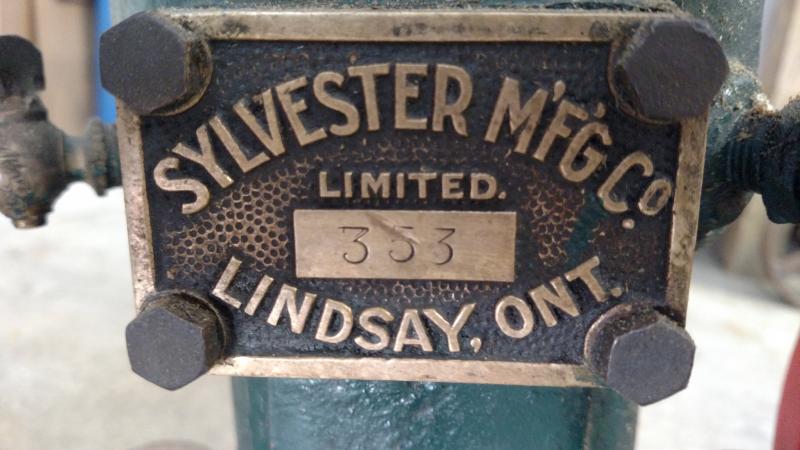 SYLVESTER M'F'G Co.
LIMITED.
353
LINDSAY, ONT.